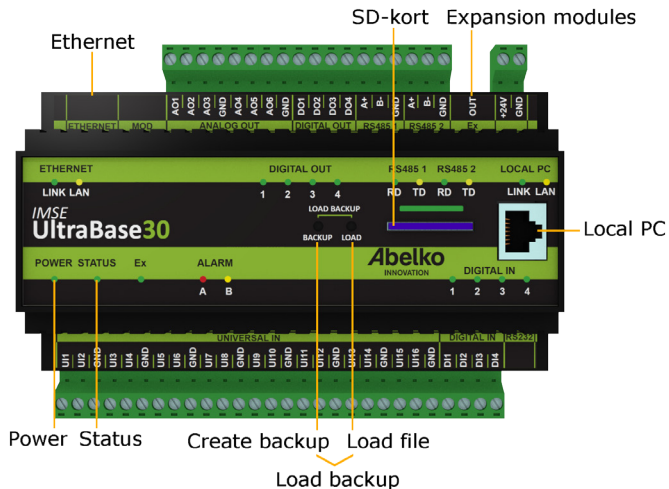 SD-kort Expansion modules
Ethernet
AO1 AO2 AO3 GND AO4 AO5 AO6 GND DO1 DO2 DO3 DO4 A+ B- GND A+ B- GND OUT +24V GND
ETHERNET MOD ANALOG OUT DIGITAL OUT RS485 1 RS485 2 Ex
ETHERNET DIGITAL OUT RS485 1 RS485 2 LOCAL PC
LINK LAN 1 2 3 4 RD TD RD TD LINK LAN
IMSE LOAD BACKUP
UltraBase30
BACKUP LOAD
Local PC
POWER STATUS Ex ALARM Abelko
INNOVATION DIGITAL IN
A B 1 2 3 4
UNIVERSAL IN DIGITAL IN RS232
UI1 UI2 GND UI3 UI4 GND UI5 UI6 GND UI7 UI8 GND UI9 UI10 GND UI11 UI12 GND UI13 UI14 GND UI15 UI16 GND DI1 DI2 DI3 DI4
Power Status Create backup Load file
Load backup